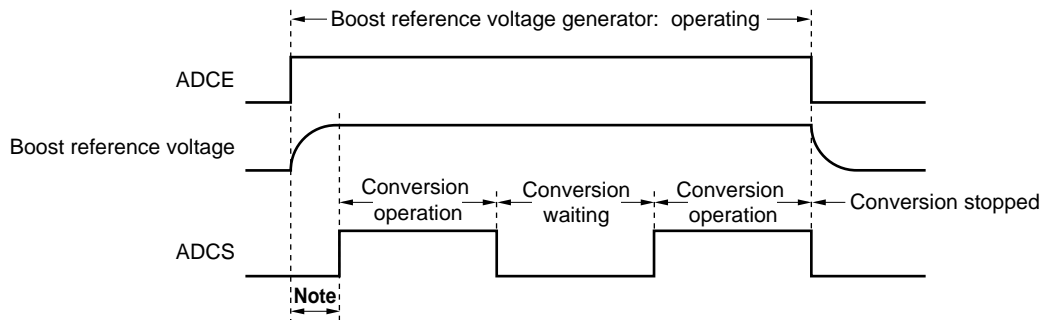 Boost reference voltage generator: operating
ADCE
Boost reference voltage
Conversion
operation
Conversion
waiting
Conversion
operation
Conversion stopped
ADCS
Note